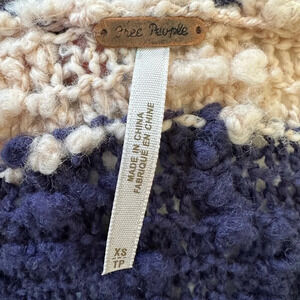 Free People
MADE IN CHINA
FABRIQUÉ EN CHINE
XS
TP